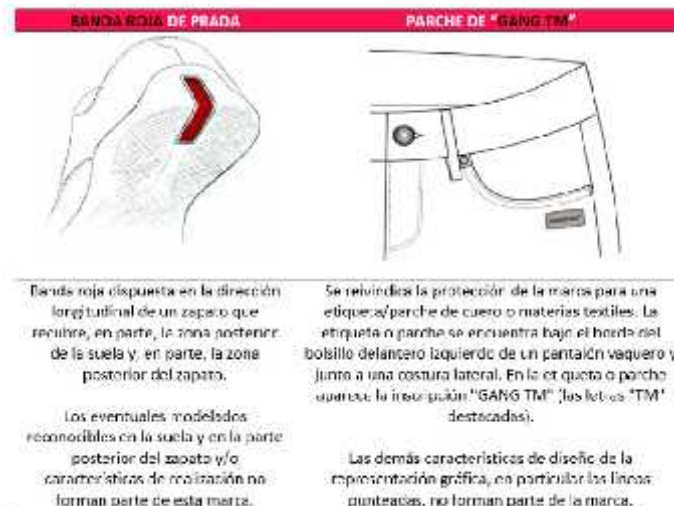 BANDA ROJA DE PRADA
PARCHE DE "GANG TM"
Banda roja dispuesta en la dirección
longitudinal de un zapato que
recubre, en parte, la zona posterior
de la suela y, en parte, la zona
posterior del zapato.
Los eventuales modelados
reconocibles en la suela y en la parte
posterior del zapato y/o
características de realización no
forman parte de esta marca.
Se reivindica la protección de la marca para una
etiqueta/parche de cuero o materias textiles. La
etiqueta o parche se encuentra bajo el borde del
bolsillo delantero izquierdo de un pantalón vaquero y
junto a una costura lateral. En la etiqueta o parche
aparece la inscripción "GANG TM" (las letras "TM"
destacadas).
Las demás características de diseño de la
representación gráfica, en particular las líneas
punteadas, no forman parte de la marca.